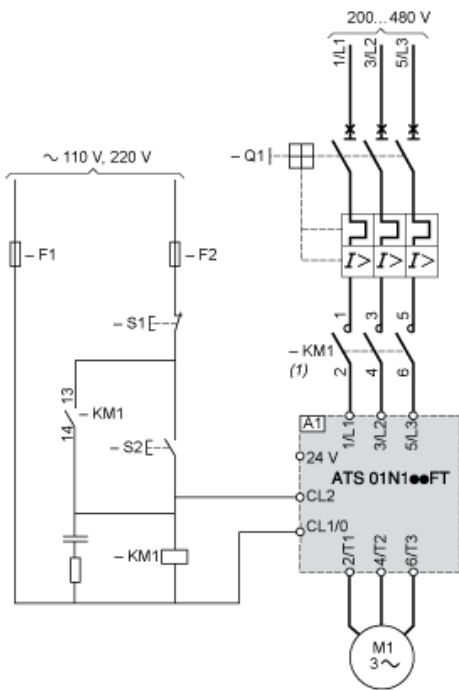 200... 480 V
1/L1
3/L2
5/L3
– Q1
I>
I>
I>
~ 110 V, 220 V
– F1
– F2
– S1
13
14
– KM1
– S2
– KM1
1
3
5
– KM1
(1)
2
4
6
A1
1/L1
3/L2
5/L3
24 V
ATS 01N1●●FT
CL2
CL1/0
2/T1
4/T2
6/T3
M1
3 ~